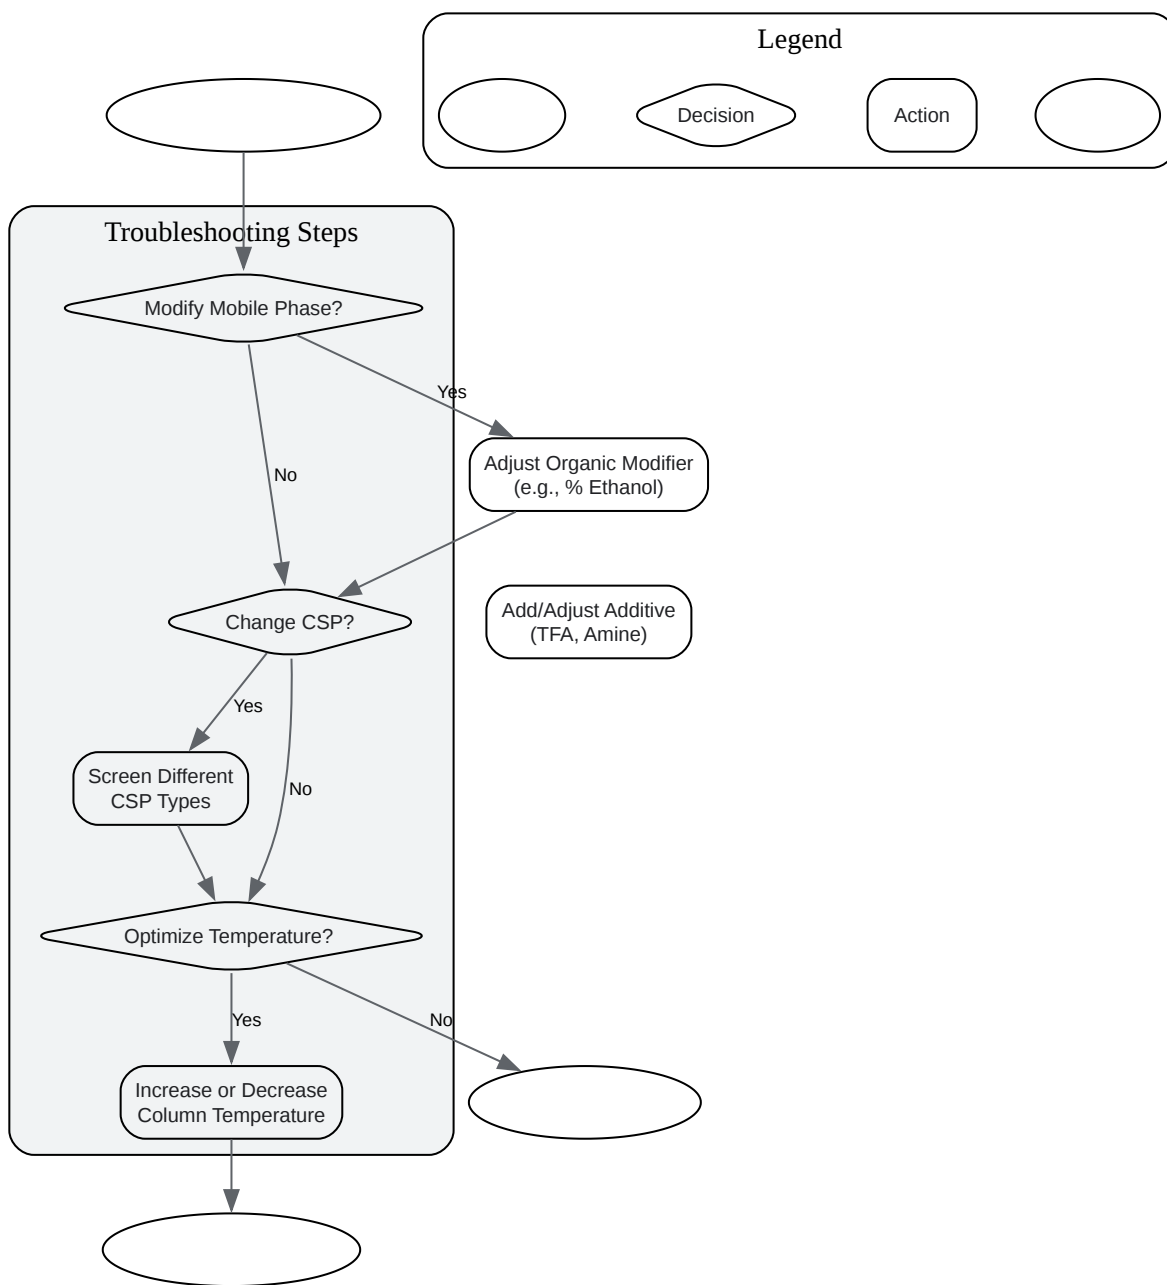 Legend
Decision
Action
Troubleshooting Steps
Modify Mobile Phase?
Yes
Adjust Organic Modifier
(e.g., % Ethanol)
No
Change CSP?
Add/Adjust Additive
(TFA, Amine)
Yes
Screen Different
CSP Types
No
Optimize Temperature?
Yes
No
Increase or Decrease
Column Temperature